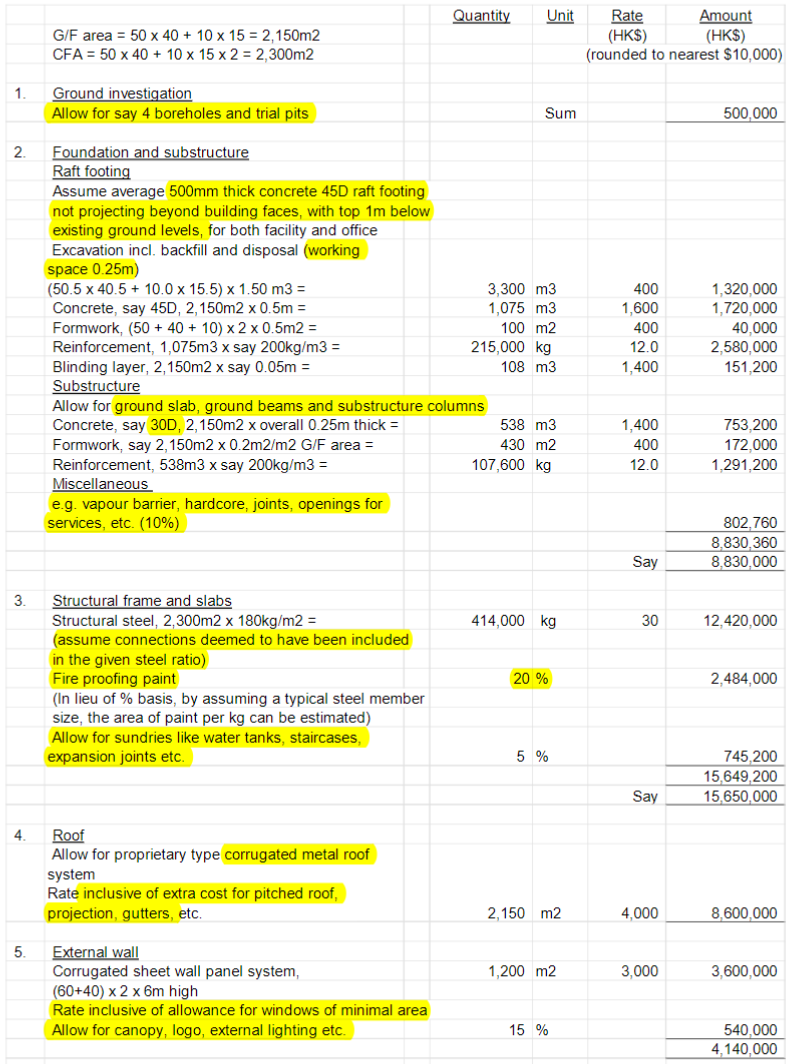 Quantity Unit Rate Amount
G/F area = 50 x 40 + 10 x 15 = 2,150m2 (HK$) (HK$)
CFA = 50 x 40 + 10 x 15 x 2 = 2,300m2 (rounded to nearest $10,000)
1. Ground investigation
Allow for say 4 boreholes and trial pits Sum 500,000
2. Foundation and substructure
Raft footing
Assume average 500mm thick concrete 45D raft footing
not projecting beyond building faces, with top 1m below
existing ground levels, for both facility and office
Excavation incl. backfill and disposal (working
space 0.25m)
(50.5 x 40.5 + 10.0 x 15.5) x 1.50 m3 = 3,300 m3 400 1,320,000
Concrete, say 45D, 2,150m2 x 0.5m = 1,075 m3 1,600 1,720,000
Formwork, (50 + 40 + 10) x 2 x 0.5m2 = 100 m2 400 40,000
Reinforcement, 1,075m3 x say 200kg/m3 = 215,000 kg 12.0 2,580,000
Blinding layer, 2,150m2 x say 0.05m = 108 m3 1,400 151,200
Substructure
Allow for ground slab, ground beams and substructure columns
Concrete, say 30D, 2,150m2 x overall 0.25m thick = 538 m3 1,400 753,200
Formwork, say 2,150m2 x 0.2m2/m2 G/F area = 430 m2 400 172,000
Reinforcement, 538m3 x say 200kg/m3 = 107,600 kg 12.0 1,291,200
Miscellaneous
e.g. vapour barrier, hardcore, joints, openings for
services, etc. (10%) 802,760
8,830,360
Say 8,830,000
3. Structural frame and slabs
Structural steel, 2,300m2 x 180kg/m2 = 414,000 kg 30 12,420,000
(assume connections deemed to have been included
in the given steel ratio)
Fire proofing paint 20 % 2,484,000
(In lieu of % basis, by assuming a typical steel member
size, the area of paint per kg can be estimated)
Allow for sundries like water tanks, staircases,
expansion joints etc. 5 % 745,200
15,649,200
Say 15,650,000
4. Roof
Allow for proprietary type corrugated metal roof
system
Rate inclusive of extra cost for pitched roof,
projection, gutters, etc. 2,150 m2 4,000 8,600,000
5. External wall
Corrugated sheet wall panel system, 1,200 m2 3,000 3,600,000
(60+40) x 2 x 6m high
Rate inclusive of allowance for windows of minimal area
Allow for canopy, logo, external lighting etc. 15 % 540,000
4,140,000